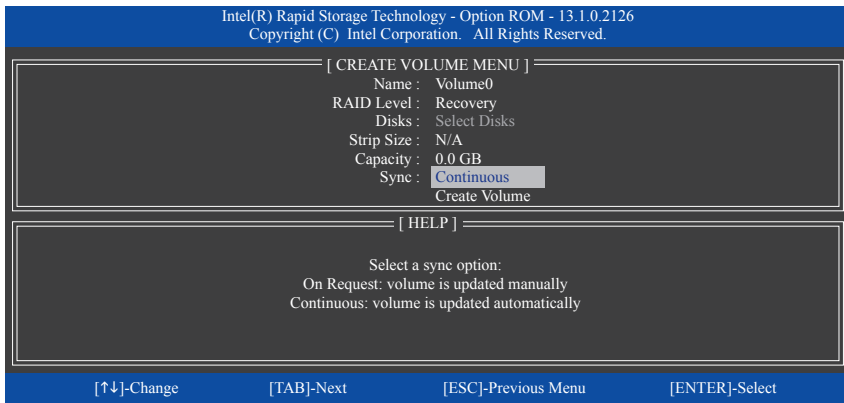 Intel(R) Rapid Storage Technology - Option ROM - 13.1.0.2126
Copyright (C) Intel Corporation. All Rights Reserved.
[ CREATE VOLUME MENU ]
Name : Volume0
RAID Level : Recovery
Disks : Select Disks
Strip Size : N/A
Capacity : 0.0 GB
Sync : Continuous
Create Volume
[ HELP ]
Select a sync option:
On Request: volume is updated manually
Continuous: volume is updated automatically
[↑↓]-Change [TAB]-Next [ESC]-Previous Menu [ENTER]-Select